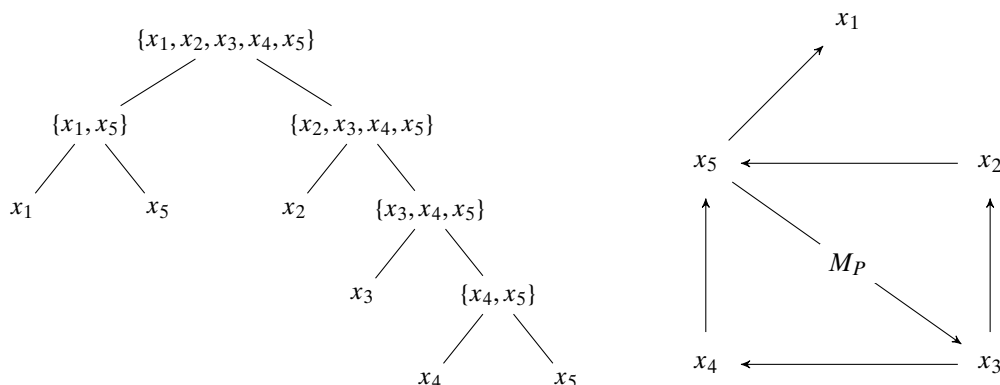 x₁
{x₁, x₂, x₃, x₄, x₅}
{x₁, x₅} {x₂, x₃, x₄, x₅} x₅ x₂
x₁ x₅ x₂ {x₃, x₄, x₅}
M_P
x₃ {x₄, x₅}
x₄ x₃
x₄ x₅